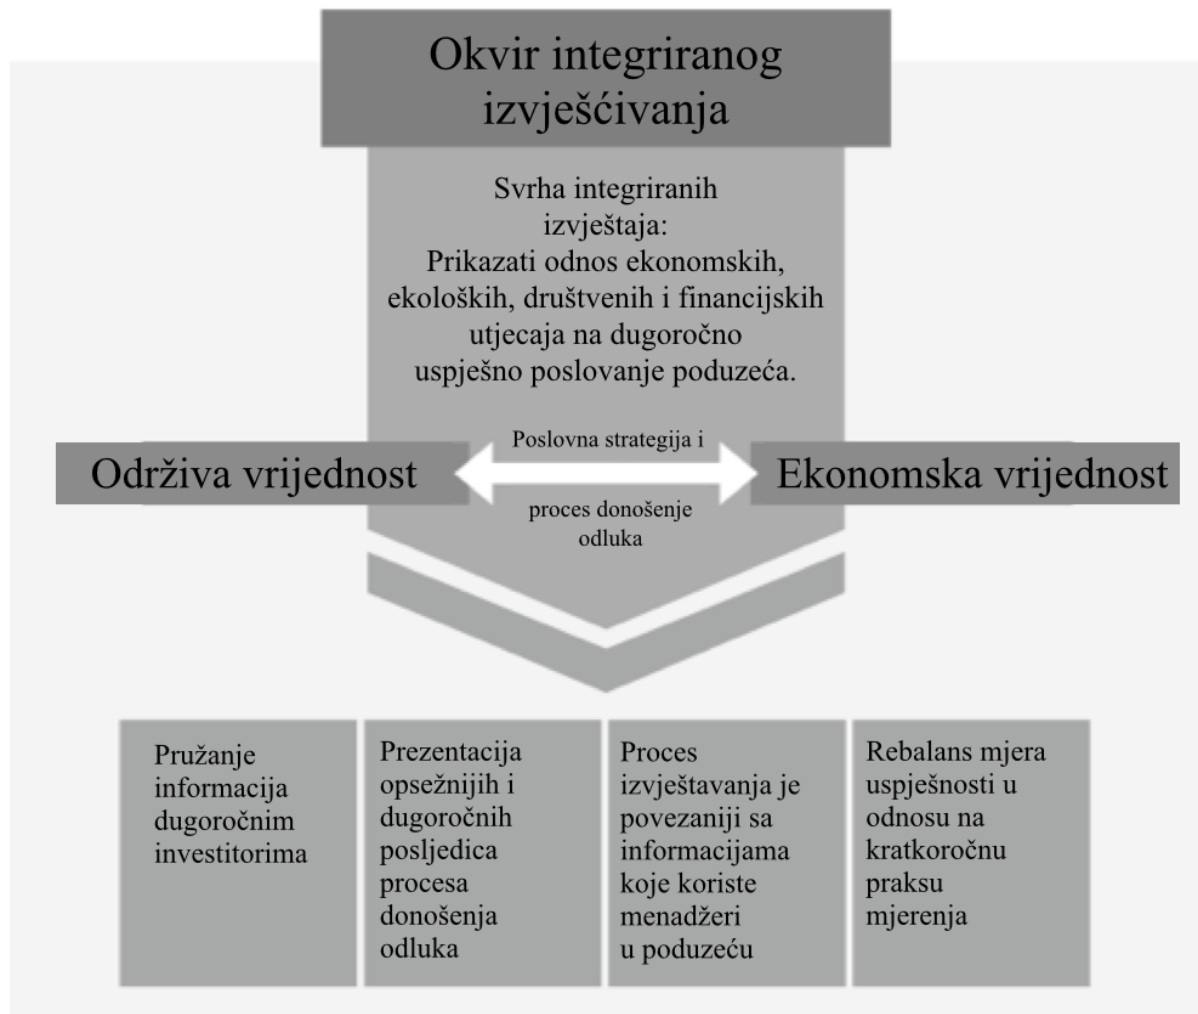 Okvir integriranog
izvješćivanja
Svrha integriranih
izvještaja:
Prikazati odnos ekonomskih,
ekoloških, društvenih i financijskih
utjecaja na dugoročno
uspješno poslovanje poduzeća.
Održiva vrijednost
Poslovna strategija i
proces donošenje
odluka
Ekonomska vrijednost
Pružanje
informacija
dugoročnim
investitorima
Prezentacija
opsežnijih i
dugoročnih
posljedica
procesa
donošenja
odluka
Proces
izvještavanja je
povezaniji sa
informacijama
koje koriste
menadžeri
u poduzeću
Rebalans mjera
uspješnosti u
odnosu na
kratkoročnu
praksu
mjerenja